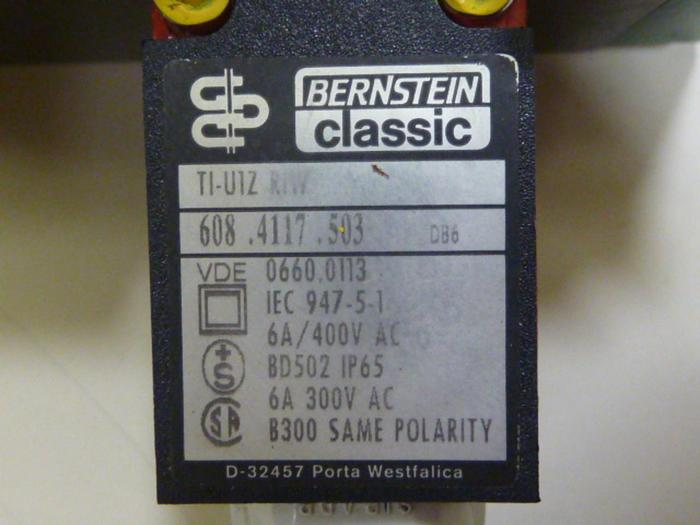 BERNSTEIN
classic
TI-U1Z RIW
608.4117.503 DB6
VDE 0660.0113
IEC 947-5-1
6A/400V AC
+S BD502 IP65
6A 300V AC
SA B300 SAME POLARITY
D-32457 Porta Westfalica